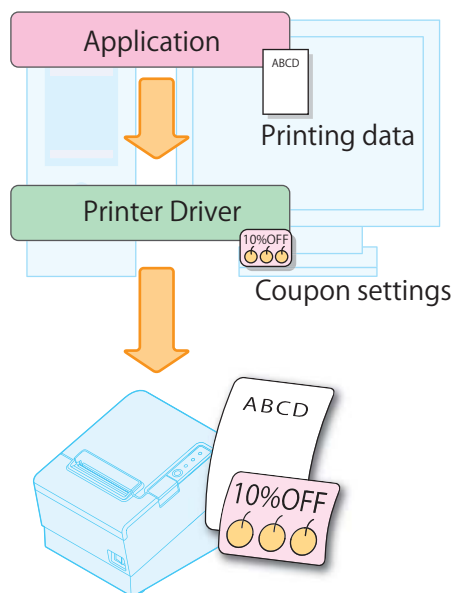 Application
ABCD
Printing data
Printer Driver
10%OFF
Coupon settings
ABCD
10%OFF